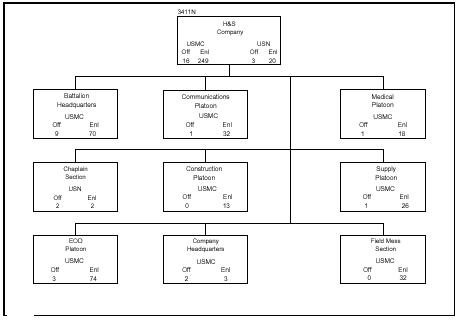 3411N
H&S
Company
USMC USN
Off Enl Off Enl
16 249 3 20
Battalion
Headquarters
USMC
Off Enl
9 70
Communications
Platoon
USMC
Off Enl
1 32
Medical
Platoon
USMC
Off Enl
1 18
Chaplain
Section
USN
Off Enl
2 2
Construction
Platoon
USMC
Off Enl
0 13
Supply
Platoon
USMC
Off Enl
1 26
EOD
Platoon
USMC
Off Enl
3 74
Company
Headquarters
USMC
Off Enl
2 3
Field Mess
Section
USMC
Off Enl
0 32